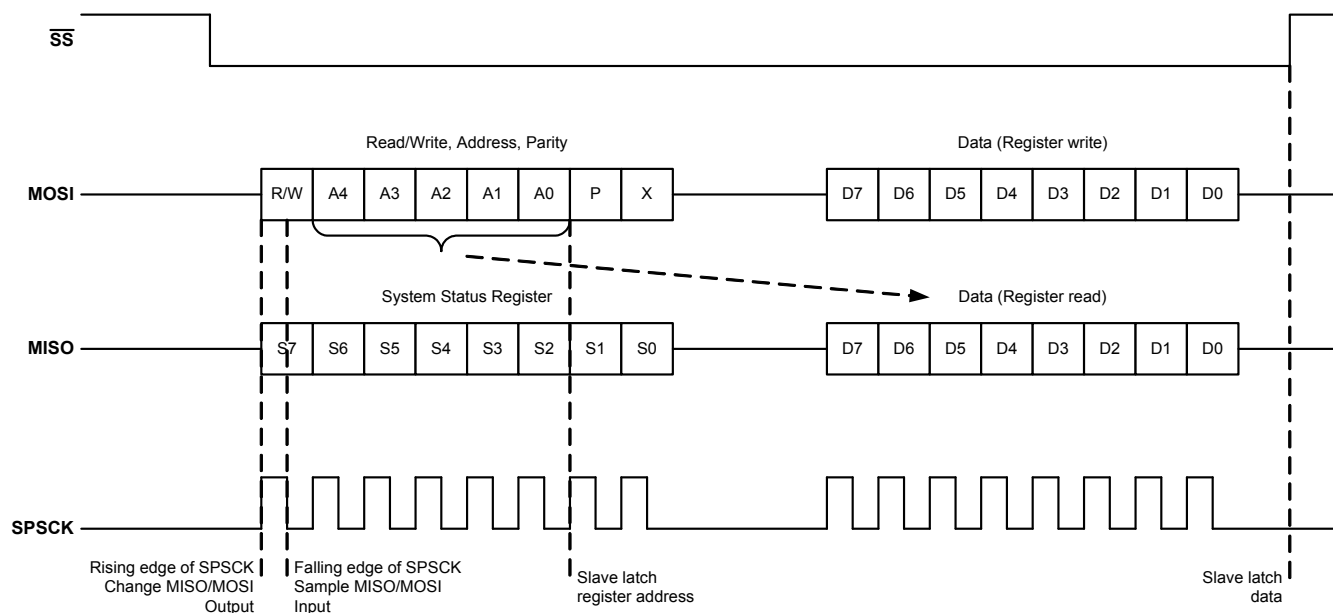 SS
Read/Write, Address, Parity
Data (Register write)
MOSI
R/W A4 A3 A2 A1 A0 P X
D7 D6 D5 D4 D3 D2 D1 D0
System Status Register
Data (Register read)
MISO
S7 S6 S5 S4 S3 S2 S1 S0
D7 D6 D5 D4 D3 D2 D1 D0
SPSCK
Rising edge of SPSCK
Change MISO/MOSI
Output
Falling edge of SPSCK
Sample MISO/MOSI
Input
Slave latch
register address
Slave latch
data